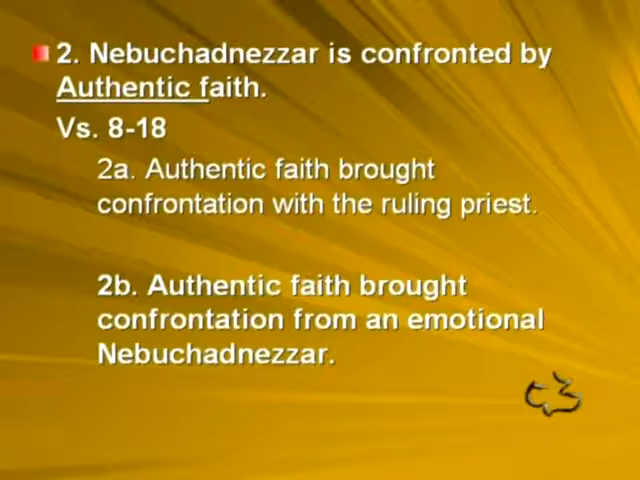 2. Nebuchadnezzar is confronted by
Authentic faith.
Vs. 8-18
2a. Authentic faith brought
confrontation with the ruling priest.
2b. Authentic faith brought
confrontation from an emotional
Nebuchadnezzar.